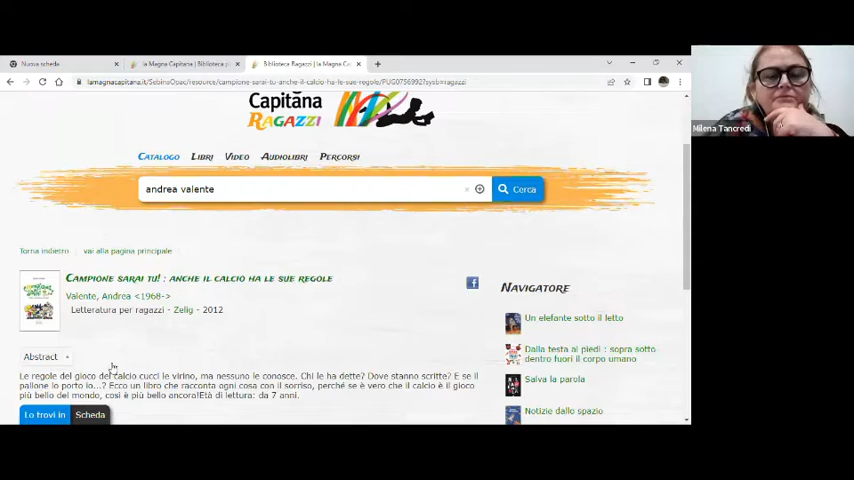 Nuova scheda
la Magna Capitana | Biblioteca p
Biblioteca Ragazzi | la Magna C
lamagnacapitana.it/SebinaOpac/resource/campione-sarai-tu-anche-il-calcio-ha-le-sue-regole/PUG0756992?sysb=ragazzi
Capitana
RAGAZZI
Milena Tancredi
CATALOGO LIBRI VIDEO AUDIOLIBRI PERCORSI
andrea valente
Cerca
Torna indietro vai alla pagina principale
CAMPIONE SARAI TU! : ANCHE IL CALCIO HA LE SUE REGOLE
Valente, Andrea <1968->
Letteratura per ragazzi - Zelig - 2012
Abstract
Le regole del gioco del calcio cucci le virino, ma nessuno le conosce. Chi le ha dette? Dove stanno scritte? E se il
pallone lo porto io...? Ecco un libro che racconta ogni cosa con il sorriso, perché se è vero che il calcio è il gioco
più bello del mondo, così è più bello ancora!Età di lettura: da 7 anni.
Lo trovi in Scheda
NAVIGATORE
Un elefante sotto il letto
Dalla testa ai piedi : sopra sotto
dentro fuori il corpo umano
Salva la parola
Notizie dallo spazio